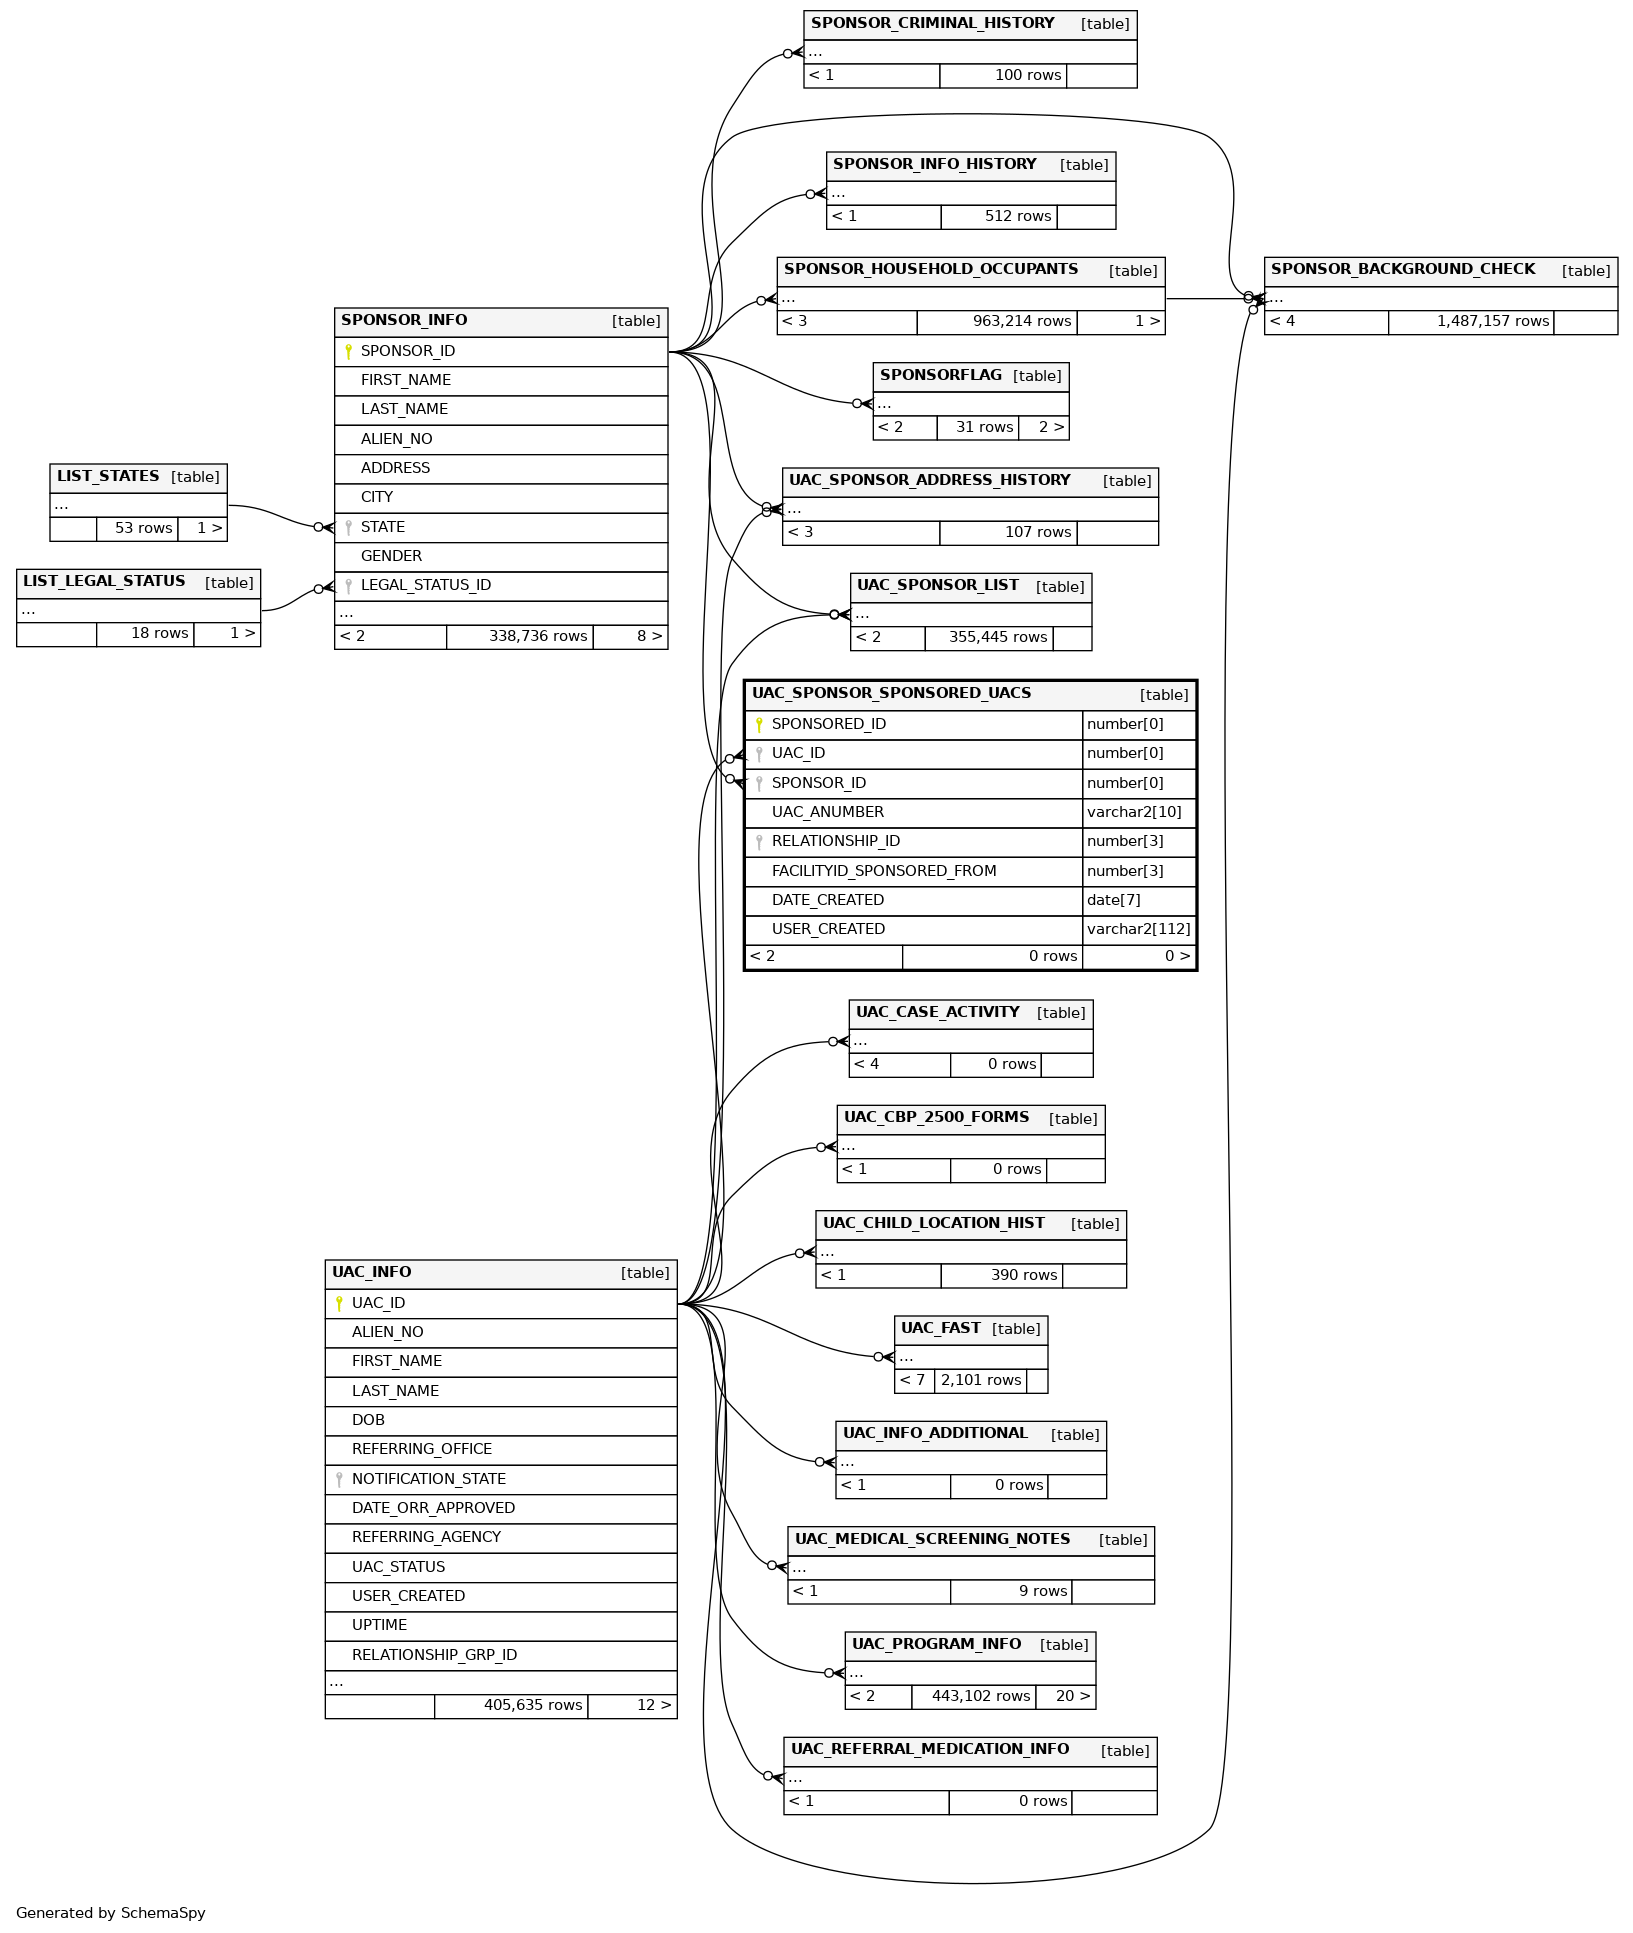 SPONSOR_CRIMINAL_HISTORY [table]
...
< 1 100 rows
SPONSOR_INFO_HISTORY [table]
...
< 1 512 rows
SPONSOR_HOUSEHOLD_OCCUPANTS [table]
...
< 3 963,214 rows 1 >
SPONSOR_BACKGROUND_CHECK [table]
...
< 4 1,487,157 rows
SPONSOR_INFO [table]
SPONSOR_ID
FIRST_NAME
LAST_NAME
ALIEN_NO
ADDRESS
CITY
STATE
GENDER
LEGAL_STATUS_ID
...
< 2 338,736 rows 8 >
SPONSORFLAG [table]
...
< 2 31 rows 2 >
LIST_STATES [table]
...
53 rows 1 >
LIST_LEGAL_STATUS [table]
...
18 rows 1 >
UAC_SPONSOR_ADDRESS_HISTORY [table]
...
< 3 107 rows
UAC_SPONSOR_LIST [table]
...
< 2 355,445 rows
UAC_SPONSOR_SPONSORED_UACS [table]
SPONSORED_ID number[0]
UAC_ID number[0]
SPONSOR_ID number[0]
UAC_ANUMBER varchar2[10]
RELATIONSHIP_ID number[3]
FACILITYID_SPONSORED_FROM number[3]
DATE_CREATED date[7]
USER_CREATED varchar2[112]
< 2 0 rows 0 >
UAC_CASE_ACTIVITY [table]
...
< 4 0 rows
UAC_CBP_2500_FORMS [table]
...
< 1 0 rows
UAC_CHILD_LOCATION_HIST [table]
...
< 1 390 rows
UAC_INFO [table]
UAC_ID
ALIEN_NO
FIRST_NAME
LAST_NAME
DOB
REFERRING_OFFICE
NOTIFICATION_STATE
DATE_ORR_APPROVED
REFERRING_AGENCY
UAC_STATUS
USER_CREATED
UPTIME
RELATIONSHIP_GRP_ID
...
405,635 rows 12 >
UAC_FAST [table]
...
< 7 2,101 rows
UAC_INFO_ADDITIONAL [table]
...
< 1 0 rows
UAC_MEDICAL_SCREENING_NOTES [table]
...
< 1 9 rows
UAC_PROGRAM_INFO [table]
...
< 2 443,102 rows 20 >
UAC_REFERRAL_MEDICATION_INFO [table]
...
< 1 0 rows
Generated by SchemaSpy